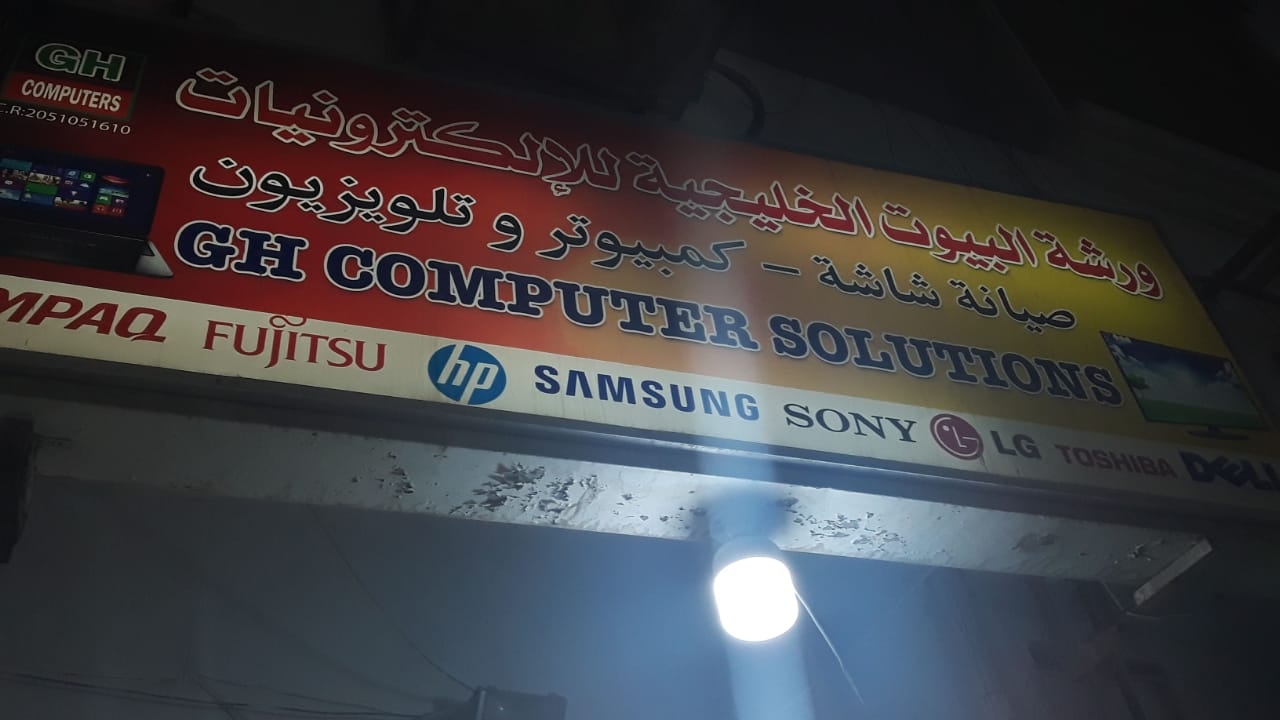 GH
COMPUTERS
C.R:2051051610
ورشة البيوت الخليجية للإلكترونيات
صيانة شاشة - كمبيوتر و تلويزيون
GH COMPUTER SOLUTIONS
MPAQ FUJITSU hp SAMSUNG SONY LG TOSHIBA DELL